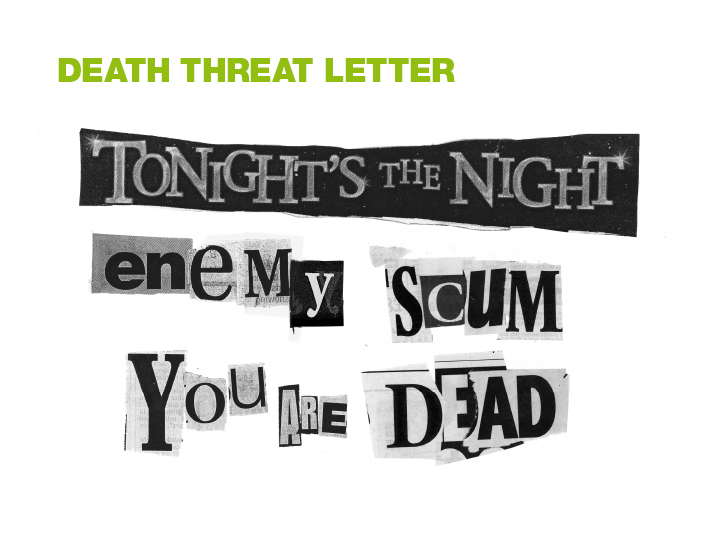 DEATH THREAT LETTER
TONIGHT'S THE NIGHT
eneMy SCUM
You ARE DEAD